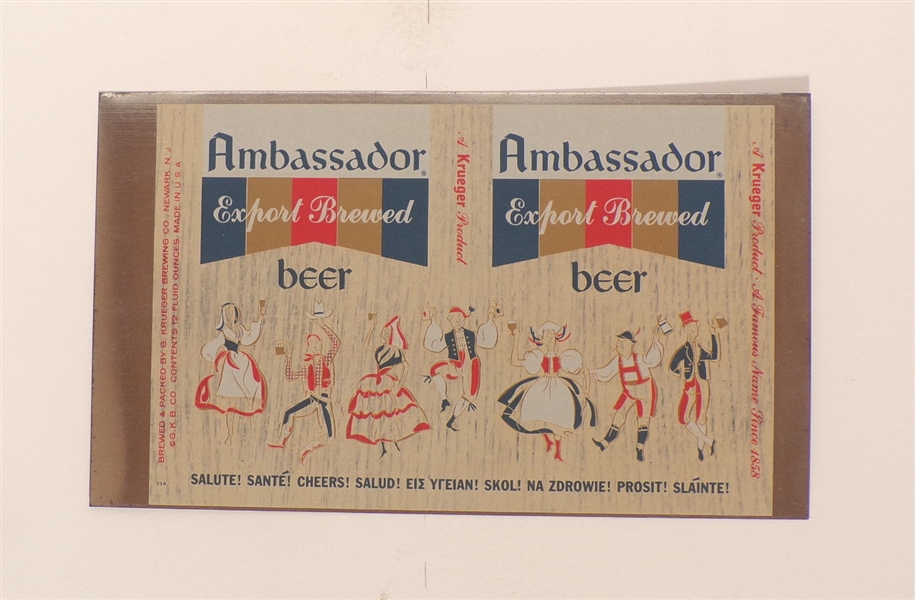 BREWED & PACKED BY G. KRUEGER BREWING CO., NEWARK, N. J.
©G. K. B. CO., CONTENTS 12 FLUID OUNCES, MADE IN U.S.A.
Ambassador®
Export Brewed
beer
A Krueger Product
Ambassador®
Export Brewed
beer
A Krueger Product · A Famous Name Since 1858
SALUTE! SANTÉ! CHEERS! SALUD! ΕΙΣ ΥΓΕΙΑΝ! SKOL! NA ZDROWIE! PROSIT! SLÁINTE!